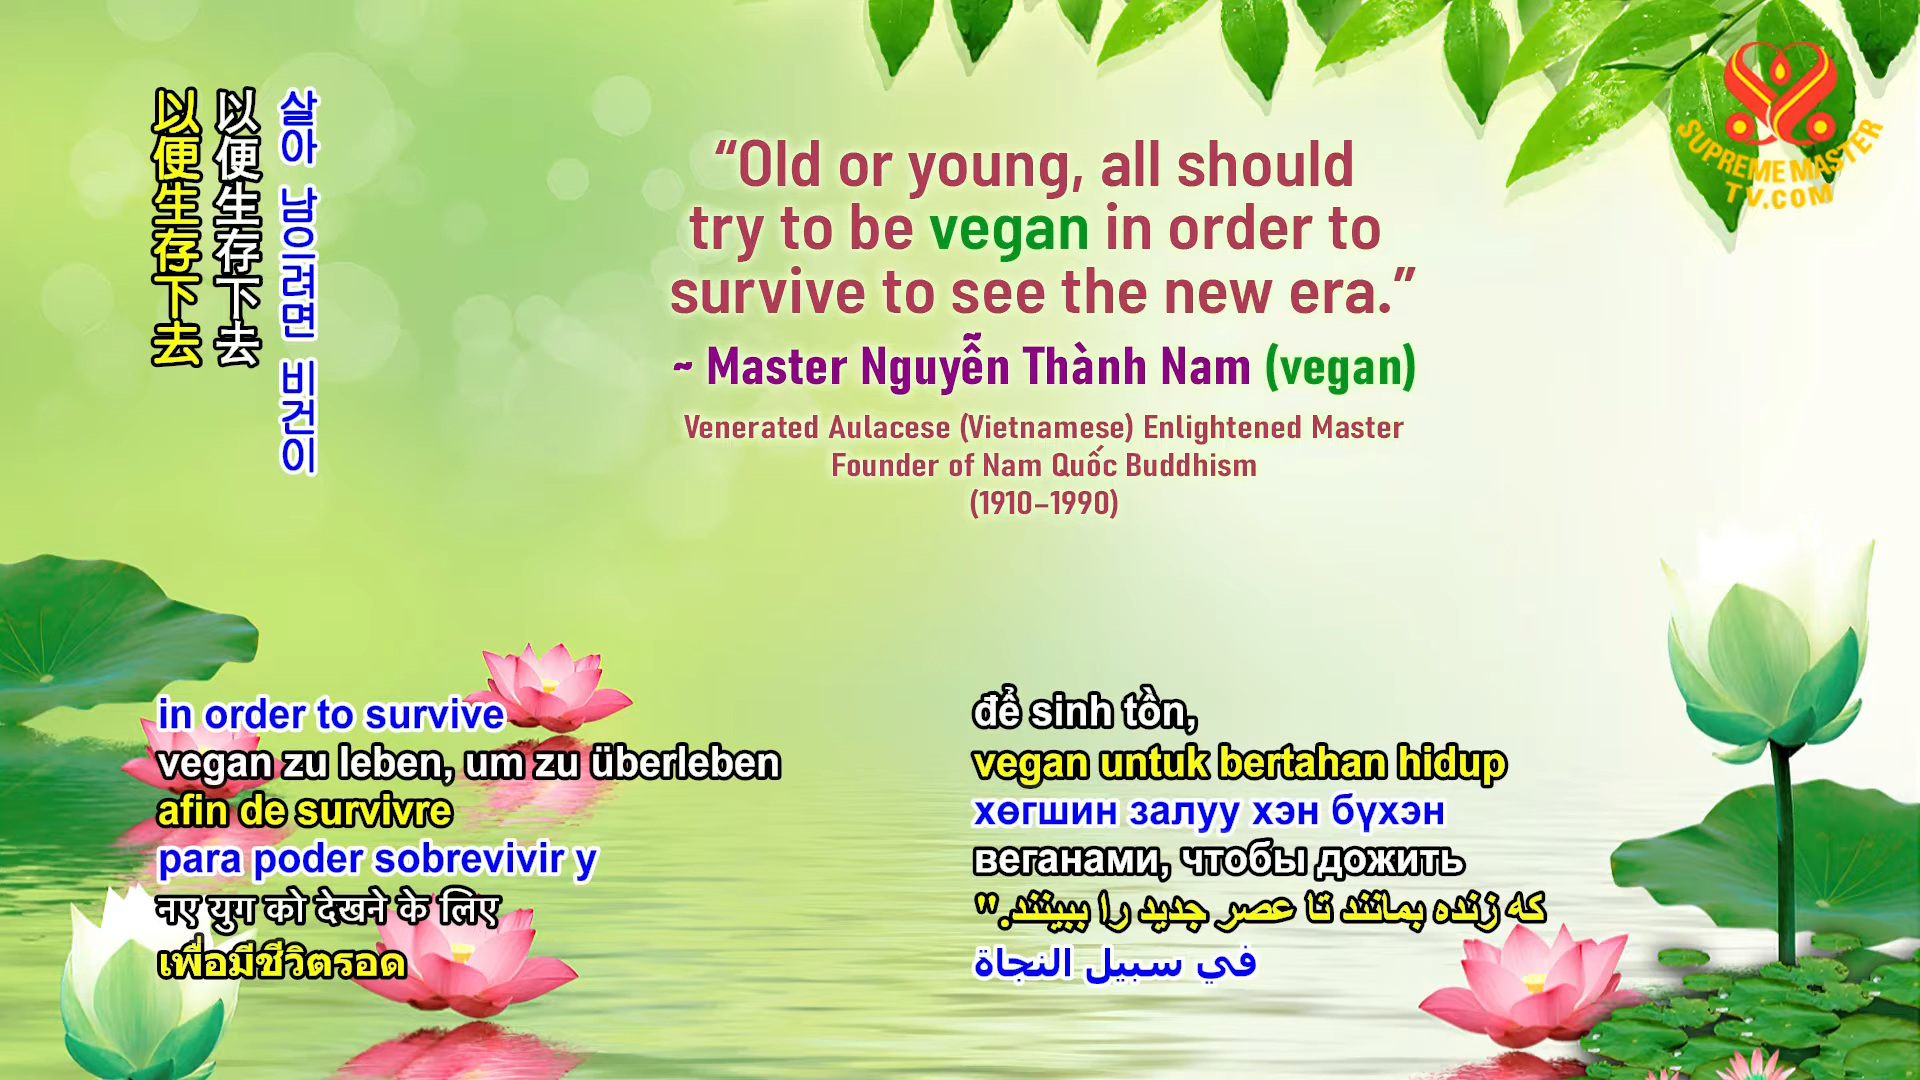 살아 남으려면 비건이
以便生存下去
以便生存下去
“Old or young, all should
try to be vegan in order to
survive to see the new era.”
~ Master Nguyễn Thành Nam (vegan)
Venerated Aulacese (Vietnamese) Enlightened Master
Founder of Nam Quốc Buddhism
(1910–1990)
SUPREME MASTER
TV.COM
in order to survive
vegan zu leben, um zu überleben
afin de survivre
para poder sobrevivir y
नए युग को देखने के लिए
เพื่อมีชีวิตรอด
để sinh tồn,
vegan untuk bertahan hidup
хөгшин залуу хэн бүхэн
веганами, чтобы дожить
که زنده بمانند تا عصر جدید را ببینند."
في سبيل النجاة